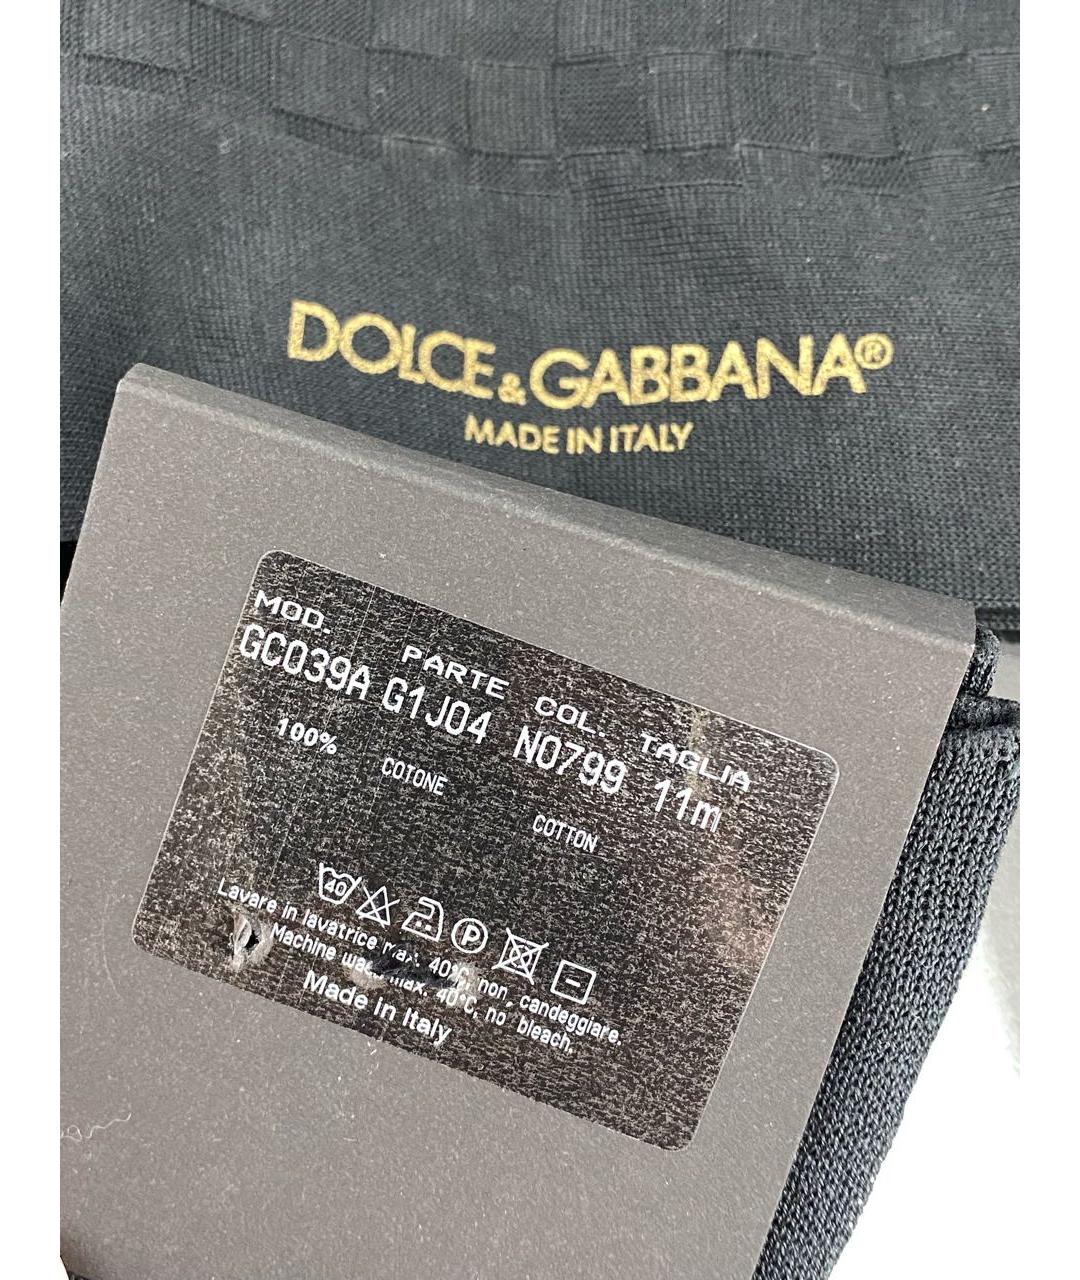 DOLCE&GABBANA®
MADE IN ITALY
MOD. PARTE COL. TAGLIA
GC039A G1J04 N0799 11m
100% COTONE COTTON
40 P
Lavare in lavatrice max. 40°C, non, candeggiare.
Machine max. 40°C, no bleach,
Made in Italy